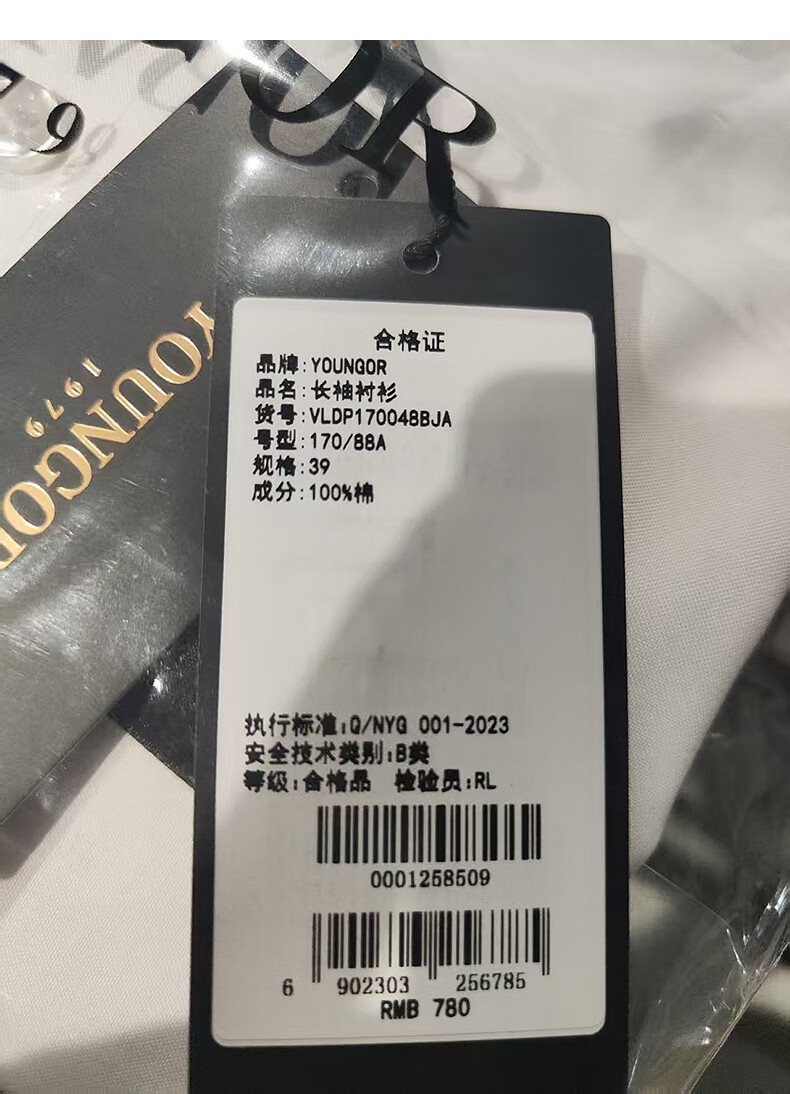 YOUNGOR
1979
合格证
品牌:YOUNGOR
品名:长袖衬衫
货号:VLDP170048BJA
号型:170/88A
规格:39
成分:100%棉
执行标准:Q/NYG 001-2023
安全技术类别:B类
等级:合格品 检验员:RL
0001258509
6 902303 256785
RMB 780